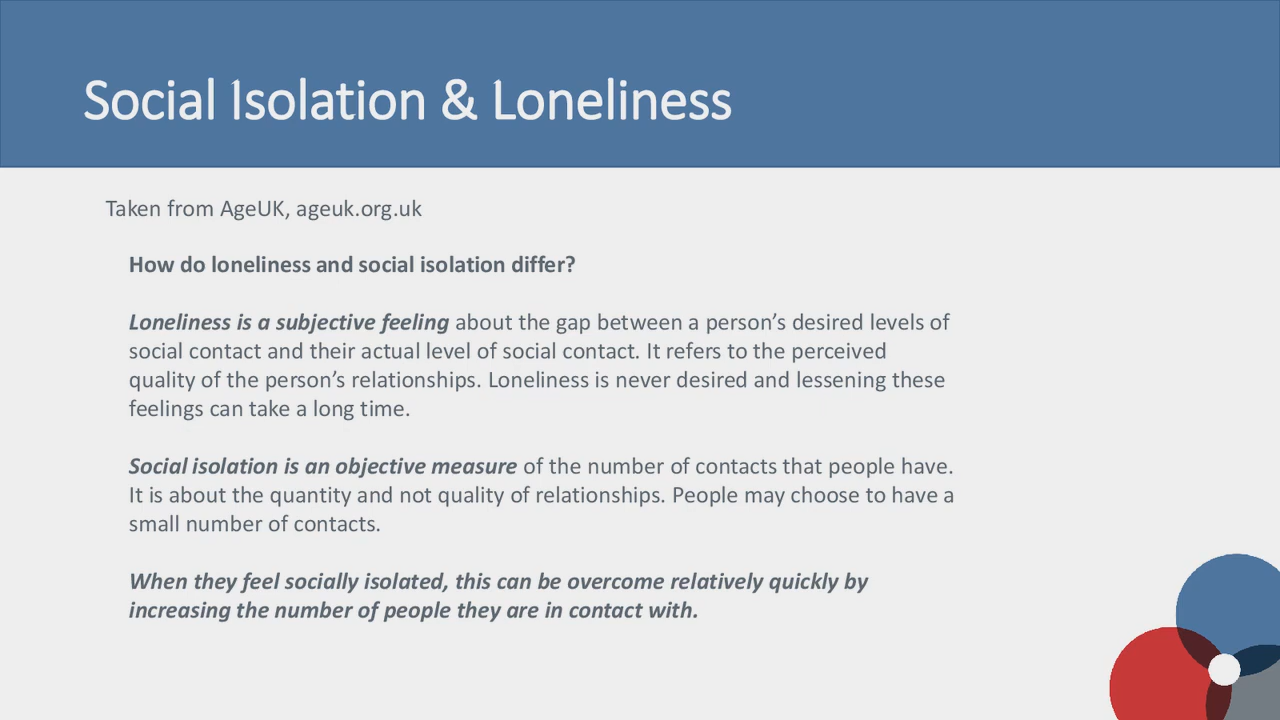 Social Isolation & Loneliness
Taken from AgeUK, ageuk.org.uk
How do loneliness and social isolation differ?
Loneliness is a subjective feeling about the gap between a person’s desired levels of
social contact and their actual level of social contact. It refers to the perceived
quality of the person’s relationships. Loneliness is never desired and lessening these
feelings can take a long time.
Social isolation is an objective measure of the number of contacts that people have.
It is about the quantity and not quality of relationships. People may choose to have a
small number of contacts.
When they feel socially isolated, this can be overcome relatively quickly by
increasing the number of people they are in contact with.